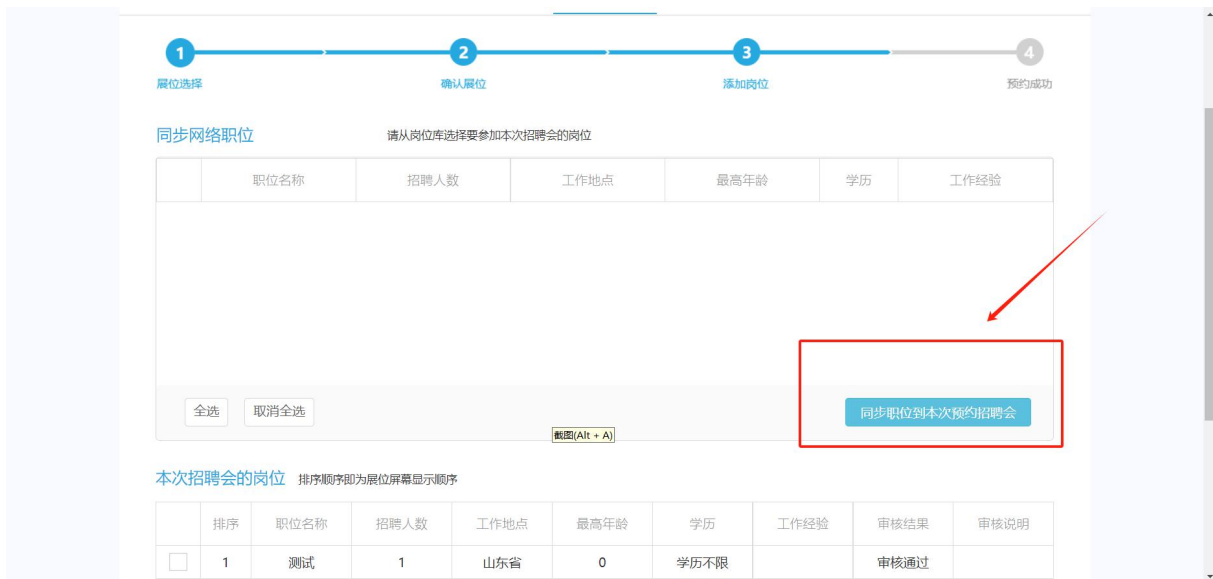 1 2 3 4
展位选择 确认展位 添加岗位 预约成功
同步网络职位 请从岗位库选择要参加本次招聘会的岗位
职位名称 招聘人数 工作地点 最高年龄 学历 工作经验
全选 取消全选 同步职位到本次预约招聘会
截图(Alt + A)
本次招聘会的岗位 排序顺序即为展位屏幕显示顺序
排序 职位名称 招聘人数 工作地点 最高年龄 学历 工作经验 审核结果 审核说明
1 测试 1 山东省 0 学历不限 审核通过